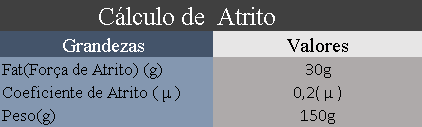 Cálculo de Atrito
Grandezas Valores
Fat(Força de Atrito) (g) 30g
Coeficiente de Atrito ( µ ) 0,2( µ )
Peso(g) 150g